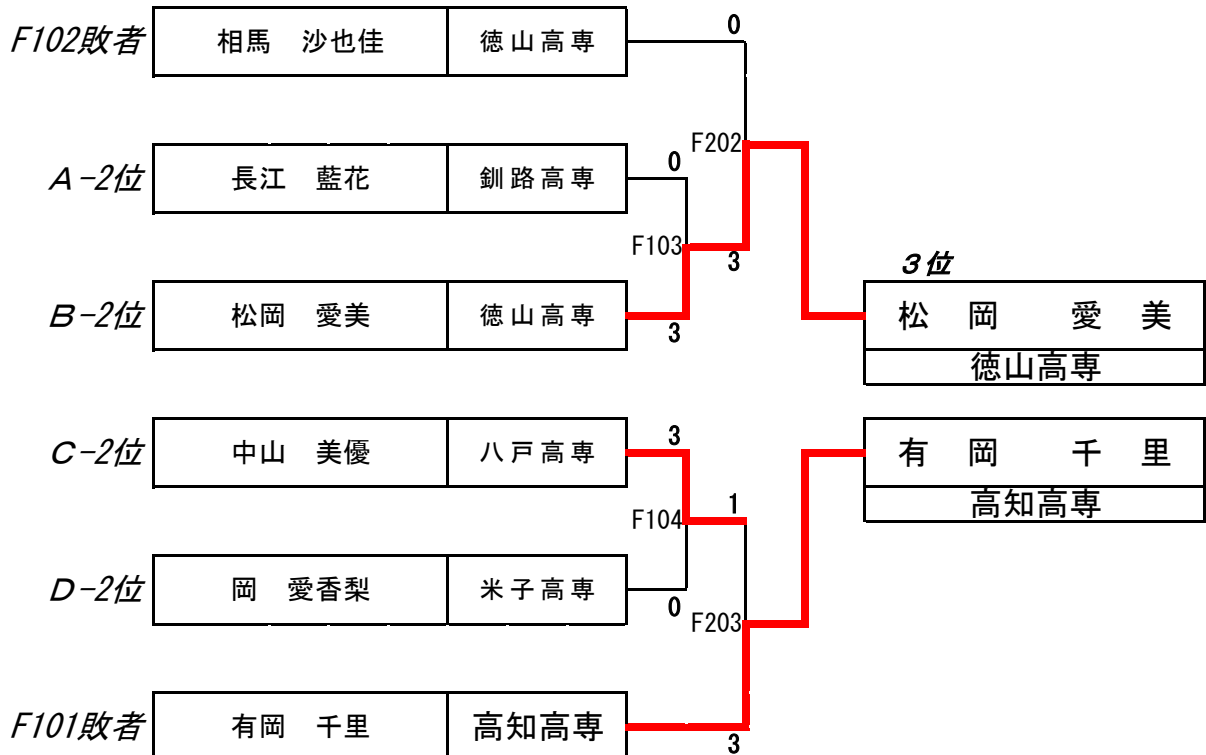 F102敗者 相馬 沙也佳 徳山高専 0
F202
A-2位 長江 藍花 釧路高専 0
F103 3
3位
B-2位 松岡 愛美 徳山高専 3
松岡 愛美
徳山高専
C-2位 中山 美優 八戸高専 3
有岡 千里
高知高専
F104 1
D-2位 岡 愛香梨 米子高専 0
F203
F101敗者 有岡 千里 高知高専 3